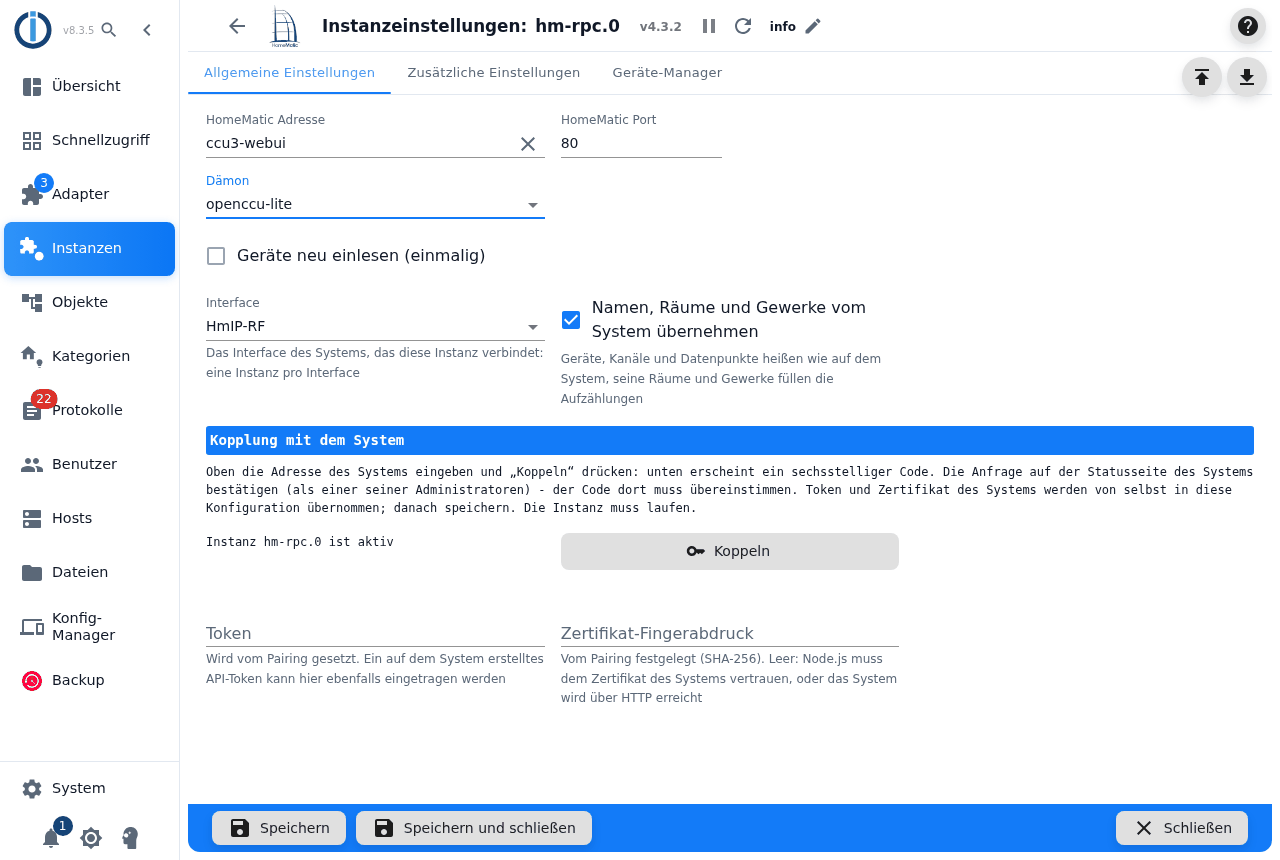 v8.3.5
HomeMatic
Instanzeinstellungen: hm-rpc.0
v4.3.2
info
Allgemeine Einstellungen
Zusätzliche Einstellungen
Geräte-Manager
Übersicht
Schnellzugriff
3
Adapter
Instanzen
Objekte
Kategorien
22
Protokolle
Benutzer
Hosts
Dateien
Konfig-
Manager
Backup
System
1
HomeMatic Adresse
ccu3-webui
HomeMatic Port
80
Dämon
openccu-lite
Geräte neu einlesen (einmalig)
Interface
HmIP-RF
Das Interface des Systems, das diese Instanz verbindet:
eine Instanz pro Interface
Namen, Räume und Gewerke vom
System übernehmen
Geräte, Kanäle und Datenpunkte heißen wie auf dem
System, seine Räume und Gewerke füllen die
Aufzählungen
Kopplung mit dem System
Oben die Adresse des Systems eingeben und „Koppeln“ drücken: unten erscheint ein sechsstelliger Code. Die Anfrage auf der Statusseite des Systems
bestätigen (als einer seiner Administratoren) - der Code dort muss übereinstimmen. Token und Zertifikat des Systems werden von selbst in diese
Konfiguration übernommen; danach speichern. Die Instanz muss laufen.
Instanz hm-rpc.0 ist aktiv
Koppeln
Token
Wird vom Pairing gesetzt. Ein auf dem System erstelltes
API-Token kann hier ebenfalls eingetragen werden
Zertifikat-Fingerabdruck
Vom Pairing festgelegt (SHA-256). Leer: Node.js muss
dem Zertifikat des Systems vertrauen, oder das System
wird über HTTP erreicht
Speichern
Speichern und schließen
Schließen